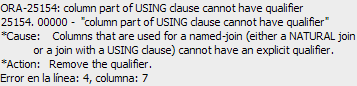 ORA-25154: column part of USING clause cannot have qualifier
25154. 00000 - "column part of USING clause cannot have qualifier"
*Cause: Columns that are used for a named-join (either a NATURAL join
or a join with a USING clause) cannot have an explicit qualifier.
*Action: Remove the qualifier.
Error en la línea: 4, columna: 7